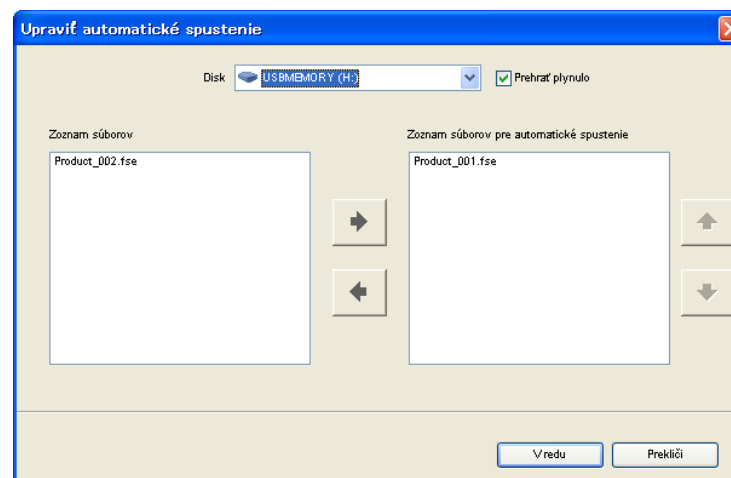 Upraviť automatické spustenie
Disk USBMEMORY (H:) Prehrať plynulo
Zoznam súborov
Zoznam súborov pre automatické spustenie
Product_002.fse
Product_001.fse
V redu
Prekliči